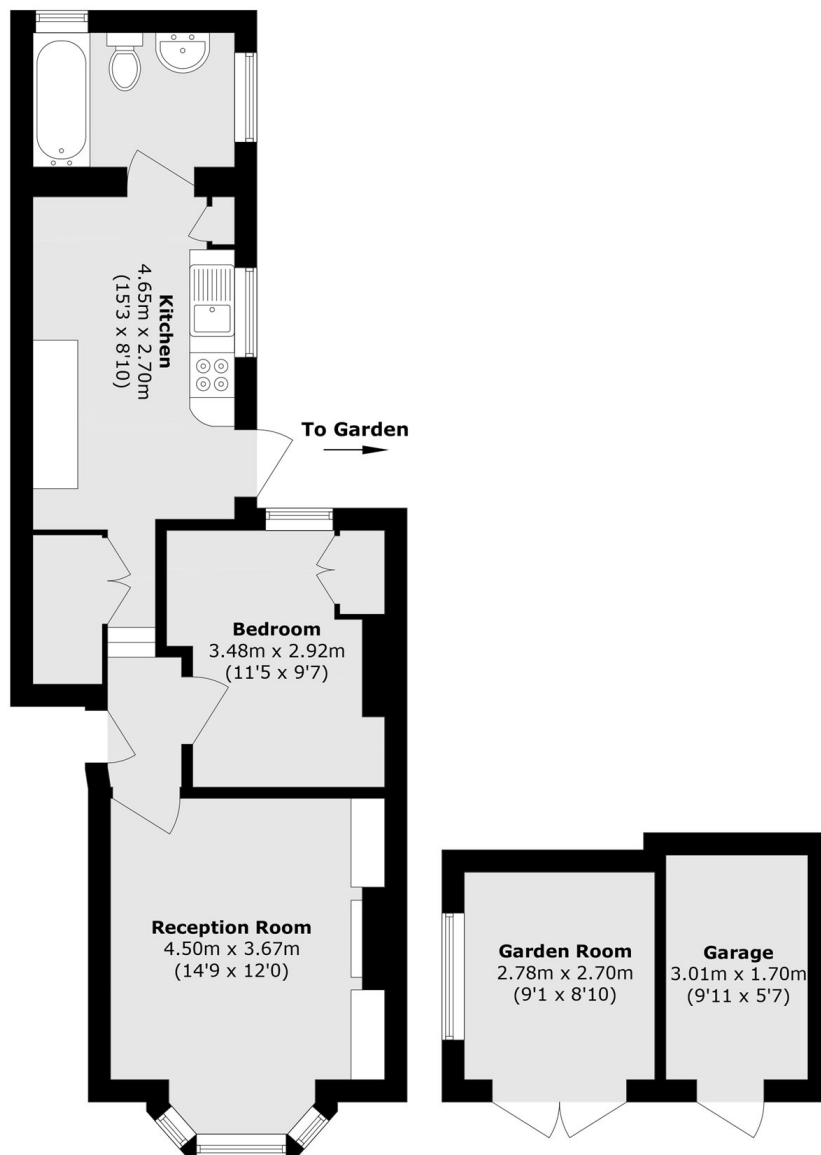 Kitchen
4.65m x 2.70m
(15'3 x 8'10)
To Garden
Bedroom
3.48m x 2.92m
(11'5 x 9'7)
Reception Room
4.50m x 3.67m
(14'9 x 12'0)
Garden Room
2.78m x 2.70m
(9'1 x 8'10)
Garage
3.01m x 1.70m
(9'11 x 5'7)